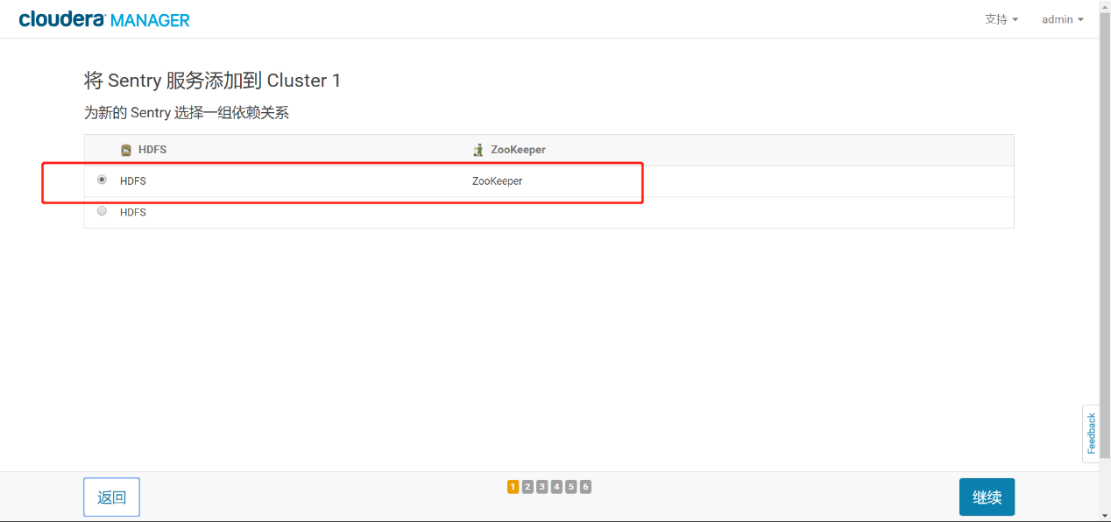 cloudera MANAGER
支持 admin
将 Sentry 服务添加到 Cluster 1
为新的 Sentry 选择一组依赖关系
HDFS ZooKeeper
HDFS ZooKeeper
HDFS
Feedback
返回 1 2 3 4 5 6 继续